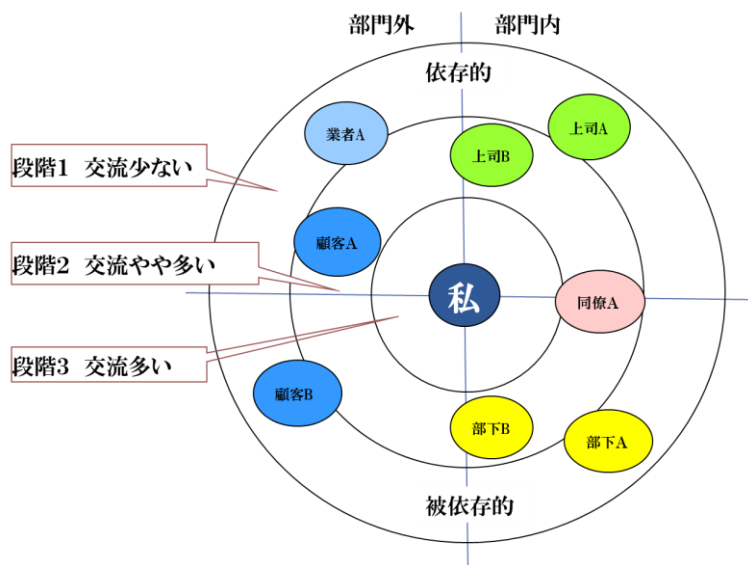 部門外
部門内
依存的
業者A
上司A
上司B
段階1 交流少ない
顧客A
段階2 交流やや多い
私
同僚A
段階3 交流多い
顧客B
部下B
部下A
被依存的